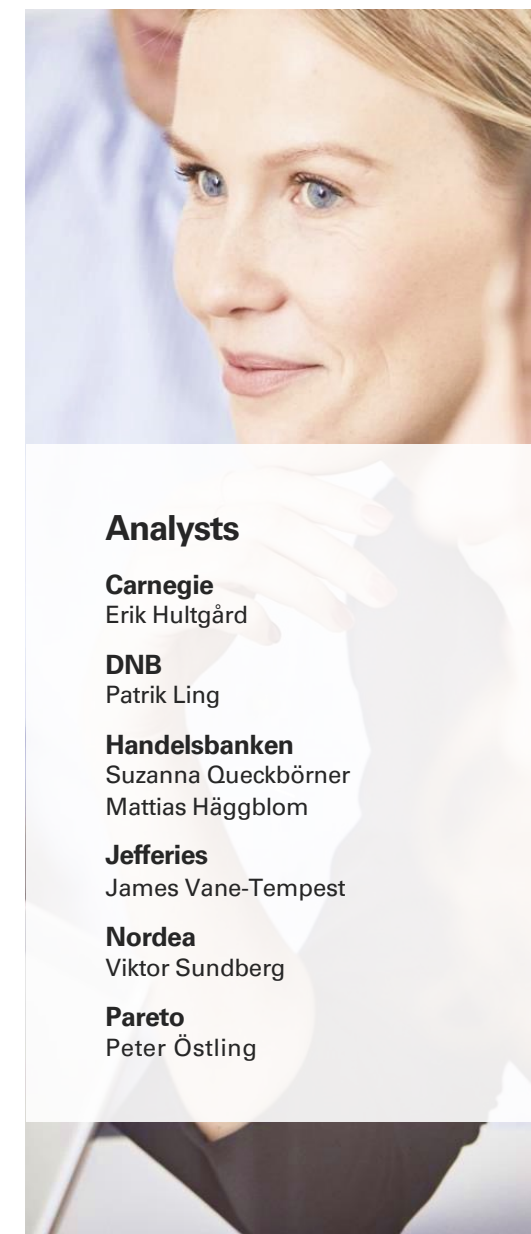 Analysts
Carnegie
Erik Hultgård
DNB
Patrik Ling
Handelsbanken
Suzanna Queckbörner
Mattias Häggblom
Jefferies
James Vane-Tempest
Nordea
Viktor Sundberg
Pareto
Peter Östling